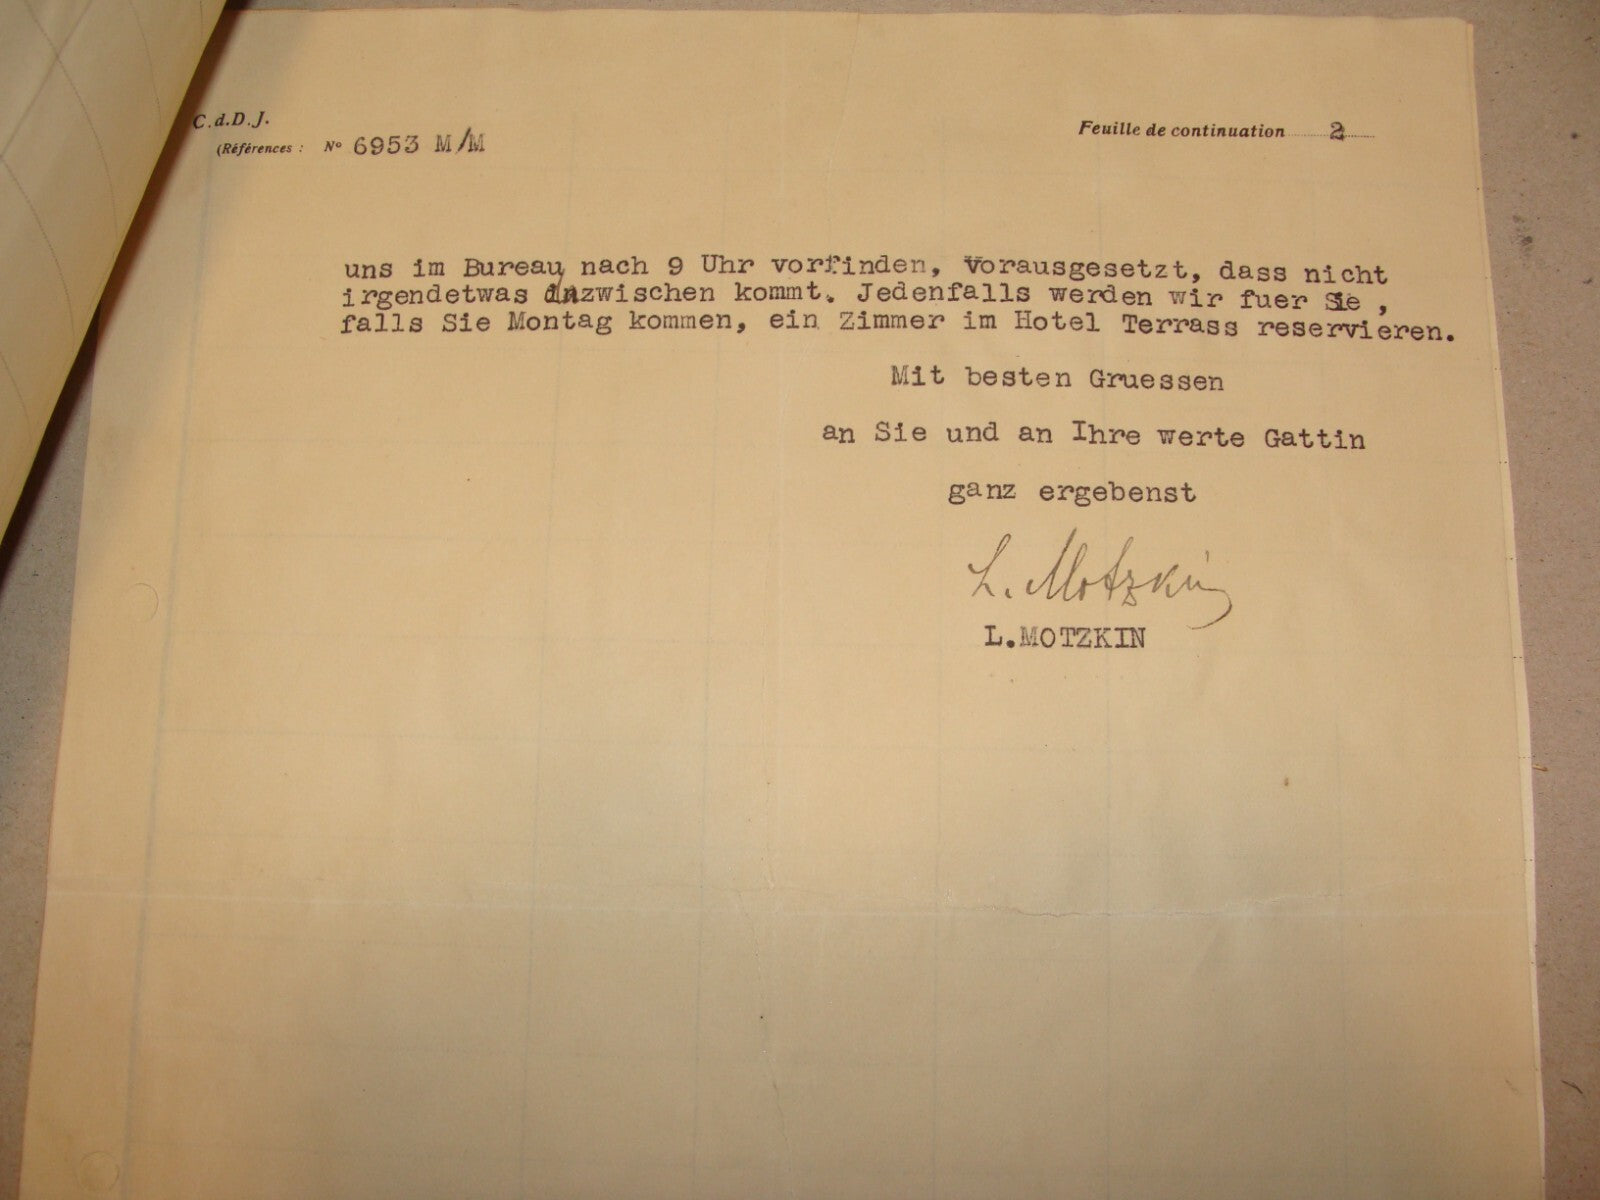 C.d.D.J.
(Références : Nº 6953 M/M
Feuille de continuation 2
uns im Bureau nach 9 Uhr vorfinden, vorausgesetzt, dass nicht
irgendetwas inzwischen kommt. Jedenfalls werden wir fuer Sie ,
falls Sie Montag kommen, ein Zimmer im Hotel Terrass reservieren.
Mit besten Gruessen
an Sie und an Ihre werte Gattin
ganz ergebenst
L. Motzkin
L.MOTZKIN